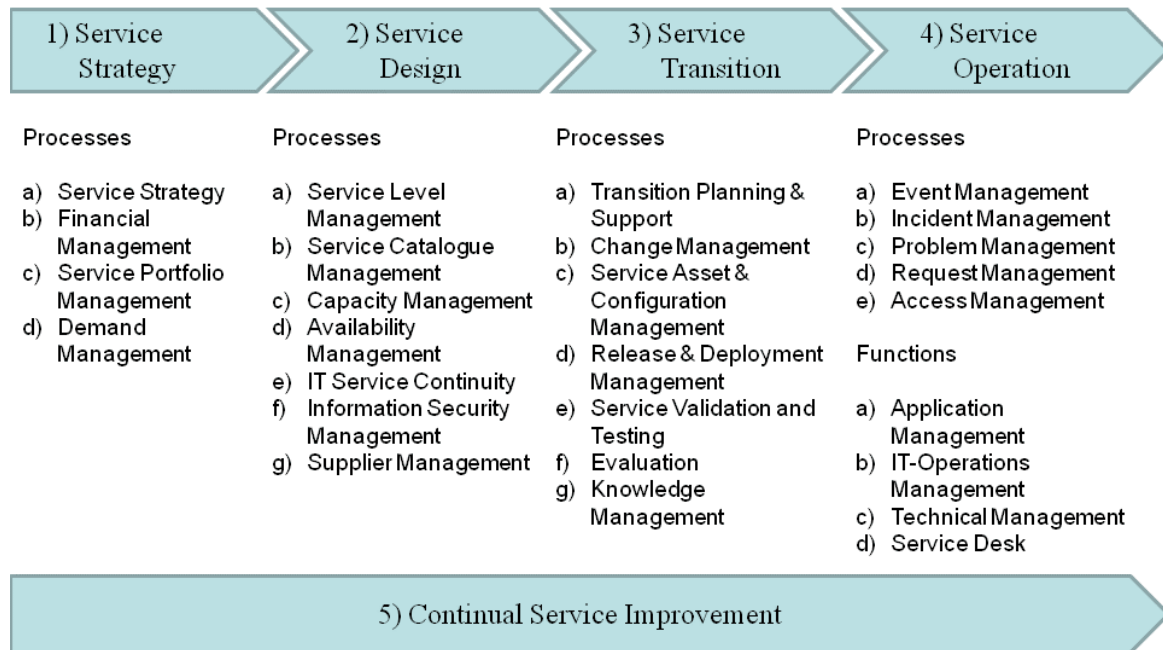 1) Service
Strategy
2) Service
Design
3) Service
Transition
4) Service
Operation
Processes
a) Service Strategy
b) Financial
Management
c) Service Portfolio
Management
d) Demand
Management
Processes
a) Service Level
Management
b) Service Catalogue
Management
c) Capacity Management
d) Availability
Management
e) IT Service Continuity
f) Information Security
Management
g) Supplier Management
Processes
a) Transition Planning &
Support
b) Change Management
c) Service Asset &
Configuration
Management
d) Release & Deployment
Management
e) Service Validation and
Testing
f) Evaluation
g) Knowledge
Management
Processes
a) Event Management
b) Incident Management
c) Problem Management
d) Request Management
e) Access Management
Functions
a) Application
Management
b) IT-Operations
Management
c) Technical Management
d) Service Desk
5) Continual Service Improvement